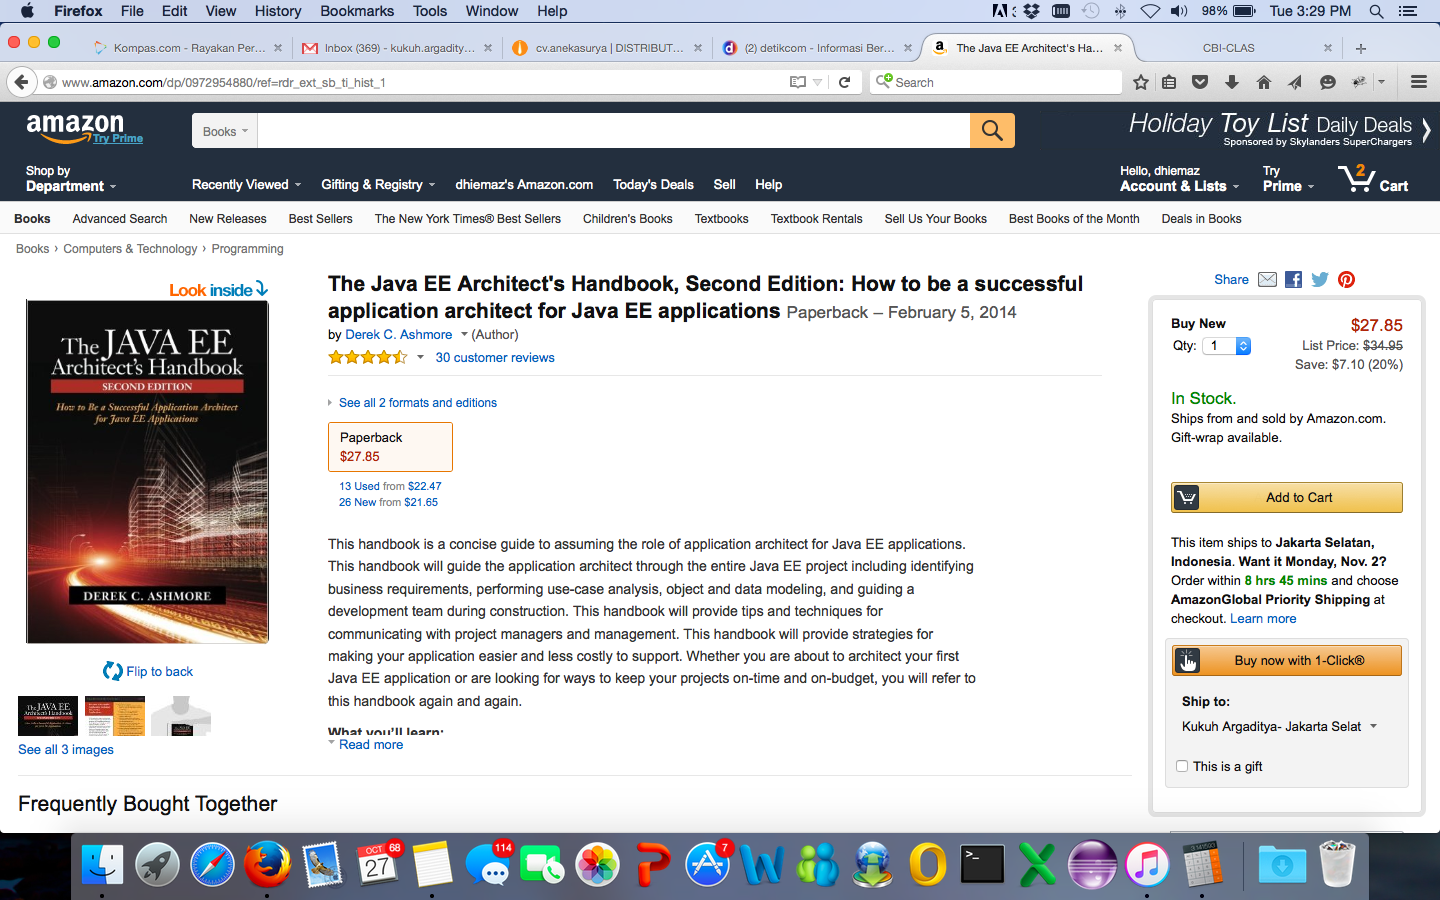 Firefox File Edit View History Bookmarks Tools Window Help 98% Tue 3:29 PM
Kompas.com - Rayakan Per... Inbox (369) - kukuh.argadity... cv.anekasurya | DISTRIBUT... (2) detikcom - Informasi Ber... The Java EE Architect's Ha... CBI-CLAS
www.amazon.com/dp/0972954880/ref=rdr_ext_sb_ti_hist_1 Search
amazon Try Prime Books Holiday Toy List Daily Deals
Sponsored by Skylanders SuperChargers
Shop by Department Recently Viewed Gifting & Registry dhiemaz's Amazon.com Today's Deals Sell Help Hello, dhiemaz Account & Lists Try Prime 2 Cart
Books Advanced Search New Releases Best Sellers The New York Times® Best Sellers Children's Books Textbooks Textbook Rentals Sell Us Your Books Best Books of the Month Deals in Books
Books › Computers & Technology › Programming
Look inside
The JAVA EE
Architect's Handbook
SECOND EDITION
How to Be a Successful Application Architect
for Java EE Applications
DEREK C. ASHMORE
Flip to back
See all 3 images
The Java EE Architect's Handbook, Second Edition: How to be a successful
application architect for Java EE applications Paperback – February 5, 2014
by Derek C. Ashmore (Author)
30 customer reviews
See all 2 formats and editions
Paperback
$27.85
13 Used from $22.47
26 New from $21.65
This handbook is a concise guide to assuming the role of application architect for Java EE applications.
This handbook will guide the application architect through the entire Java EE project including identifying
business requirements, performing use-case analysis, object and data modeling, and guiding a
development team during construction. This handbook will provide tips and techniques for
communicating with project managers and management. This handbook will provide strategies for
making your application easier and less costly to support. Whether you are about to architect your first
Java EE application or are looking for ways to keep your projects on-time and on-budget, you will refer to
this handbook again and again.
What you'll learn:
Read more
Share
Buy New $27.85
Qty: 1 List Price: $34.95
Save: $7.10 (20%)
In Stock.
Ships from and sold by Amazon.com.
Gift-wrap available.
Add to Cart
This item ships to Jakarta Selatan,
Indonesia. Want it Monday, Nov. 2?
Order within 8 hrs 45 mins and choose
AmazonGlobal Priority Shipping at
checkout. Learn more
Buy now with 1-Click®
Ship to:
Kukuh Argaditya- Jakarta Selat
This is a gift
Frequently Bought Together
OCT 27 68 114 7